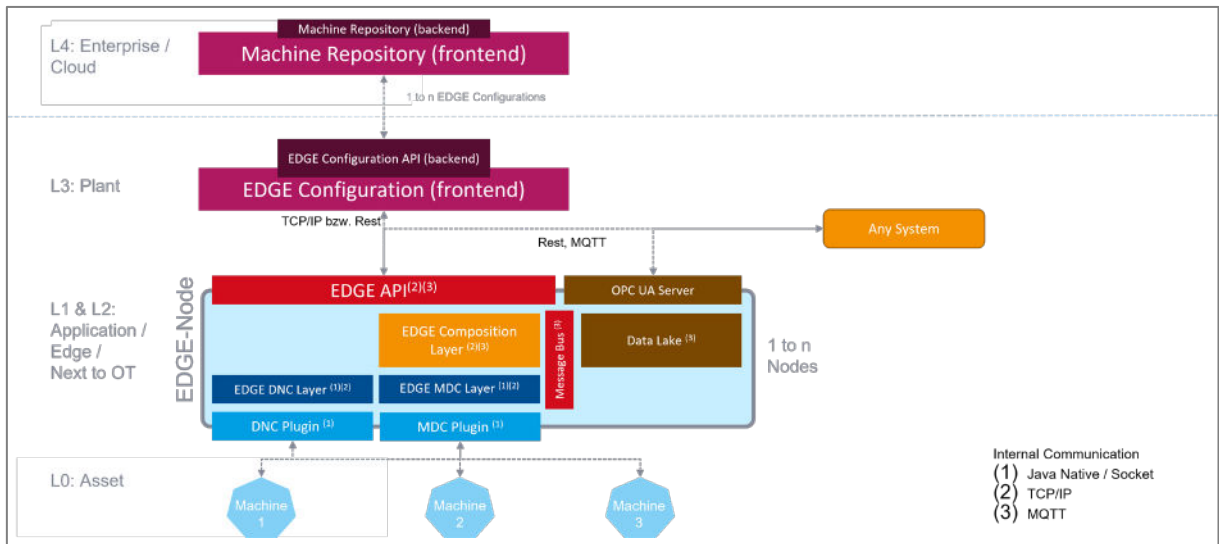 L4: Enterprise /
Cloud
Machine Repository (backend)
Machine Repository (frontend)
1 to n EDGE Configurations
L3: Plant
EDGE Configuration API (backend)
EDGE Configuration (frontend)
TCP/IP bzw. Rest
Rest, MQTT
Any System
L1 & L2:
Application /
Edge /
Next to OT
EDGE-Node
EDGE API(2)(3)
OPC UA Server
EDGE Composition
Layer (2)(3)
Message Bus (3)
Data Lake (3)
1 to n
Nodes
EDGE DNC Layer (1)(2)
EDGE MDC Layer (1)(2)
DNC Plugin (1)
MDC Plugin (1)
L0: Asset
Machine
1
Machine
2
Machine
3
Internal Communication
(1) Java Native / Socket
(2) TCP/IP
(3) MQTT